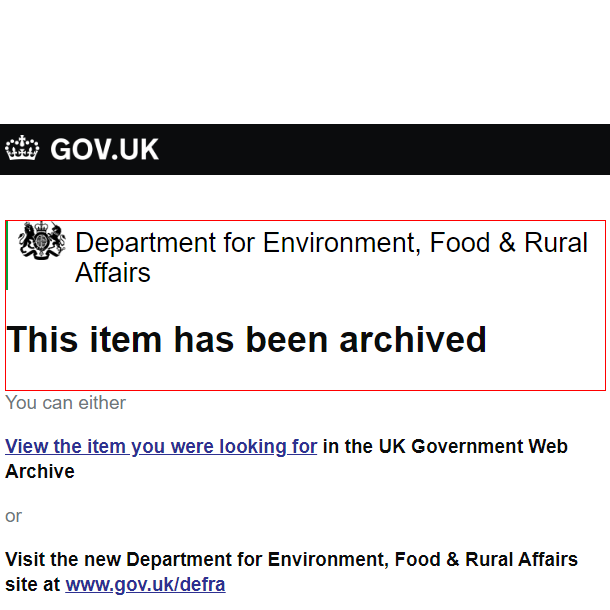 GOV.UK
Department for Environment, Food & Rural
Affairs
This item has been archived
You can either
View the item you were looking for in the UK Government Web
Archive
or
Visit the new Department for Environment, Food & Rural Affairs
site at www.gov.uk/defra